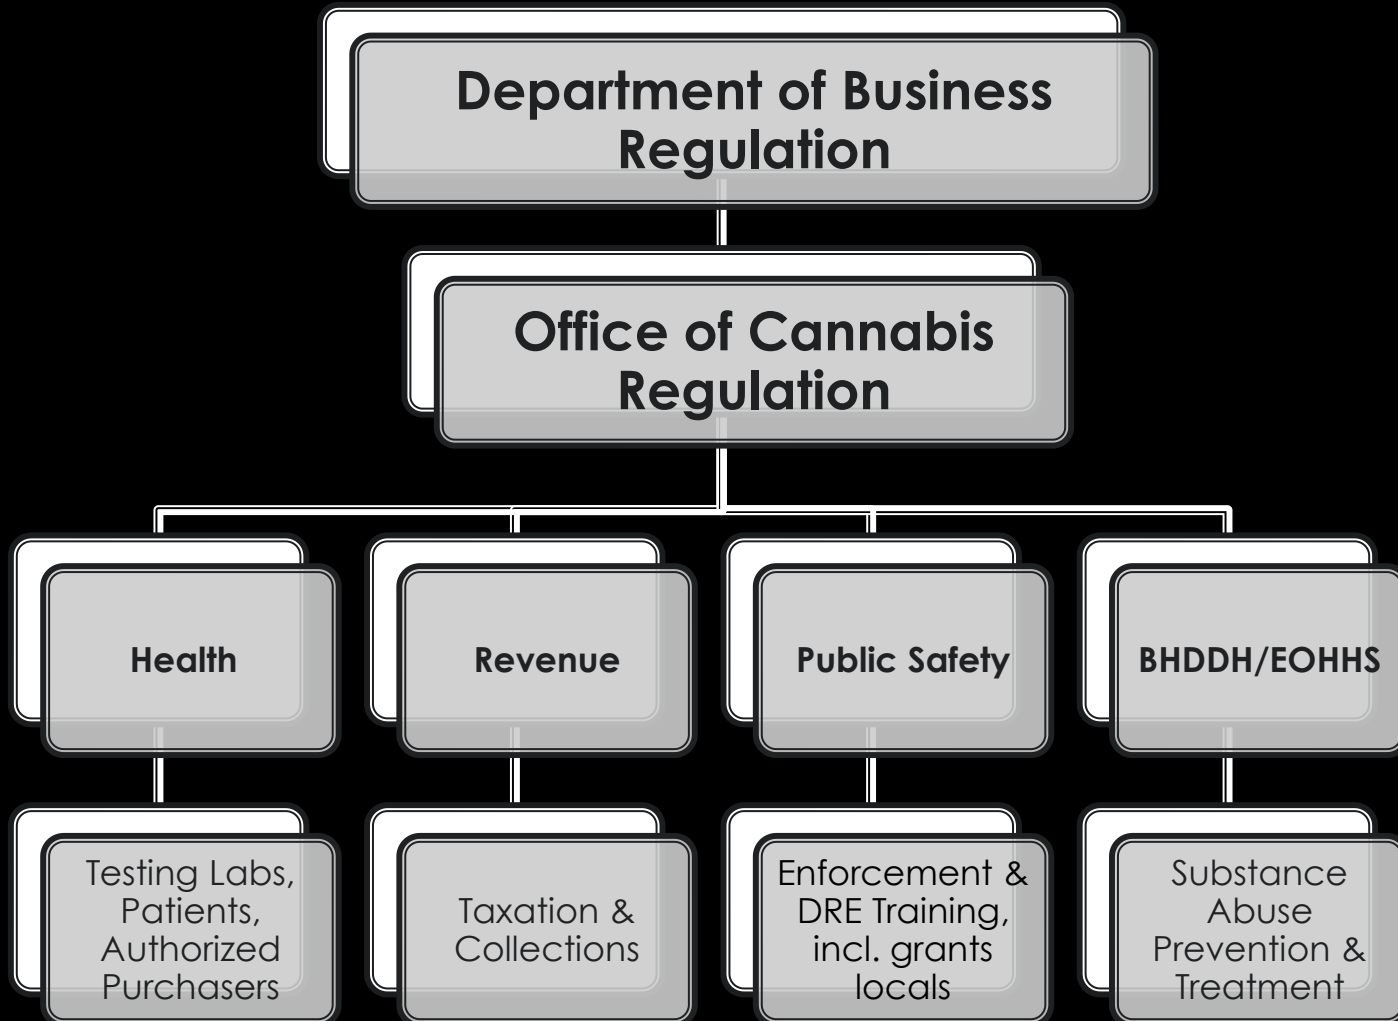 Department of Business
Regulation
Office of Cannabis
Regulation
Health
Revenue
Public Safety
BHDDH/EOHHS
Testing Labs,
Patients,
Authorized
Purchasers
Taxation &
Collections
Enforcement &
DRE Training,
incl. grants
locals
Substance
Abuse
Prevention &
Treatment